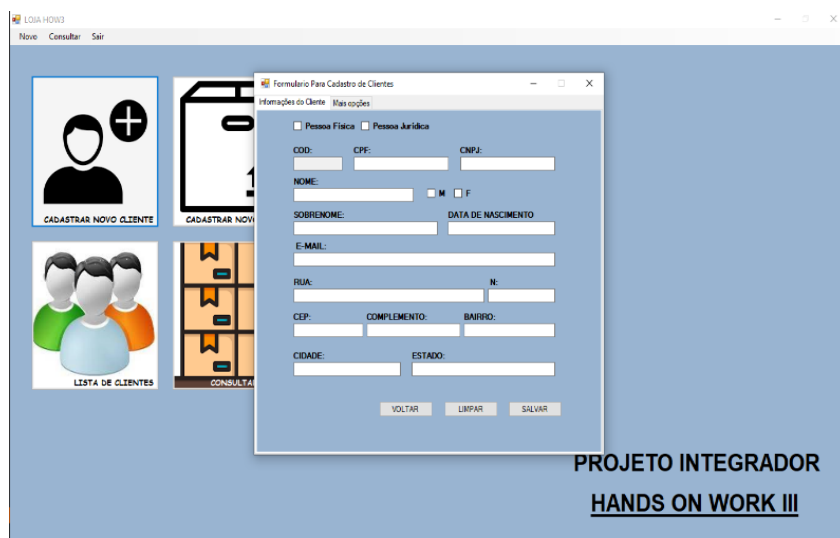 LOJA HOW3
Novo Consultar Sair
CADASTRAR NOVO CLIENTE
CADASTRAR NOV
LISTA DE CLIENTES
CONSULTA
Formulario Para Cadastro de Clientes
Informações do Cliente Mais opções
Pessoa Física Pessoa Jurídica
COD: CPF: CNPJ:
NOME:
M F
SOBRENOME: DATA DE NASCIMENTO
E-MAIL:
RUA: N:
CEP: COMPLEMENTO: BAIRRO:
CIDADE: ESTADO:
VOLTAR LIMPAR SALVAR
PROJETO INTEGRADOR
HANDS ON WORK III